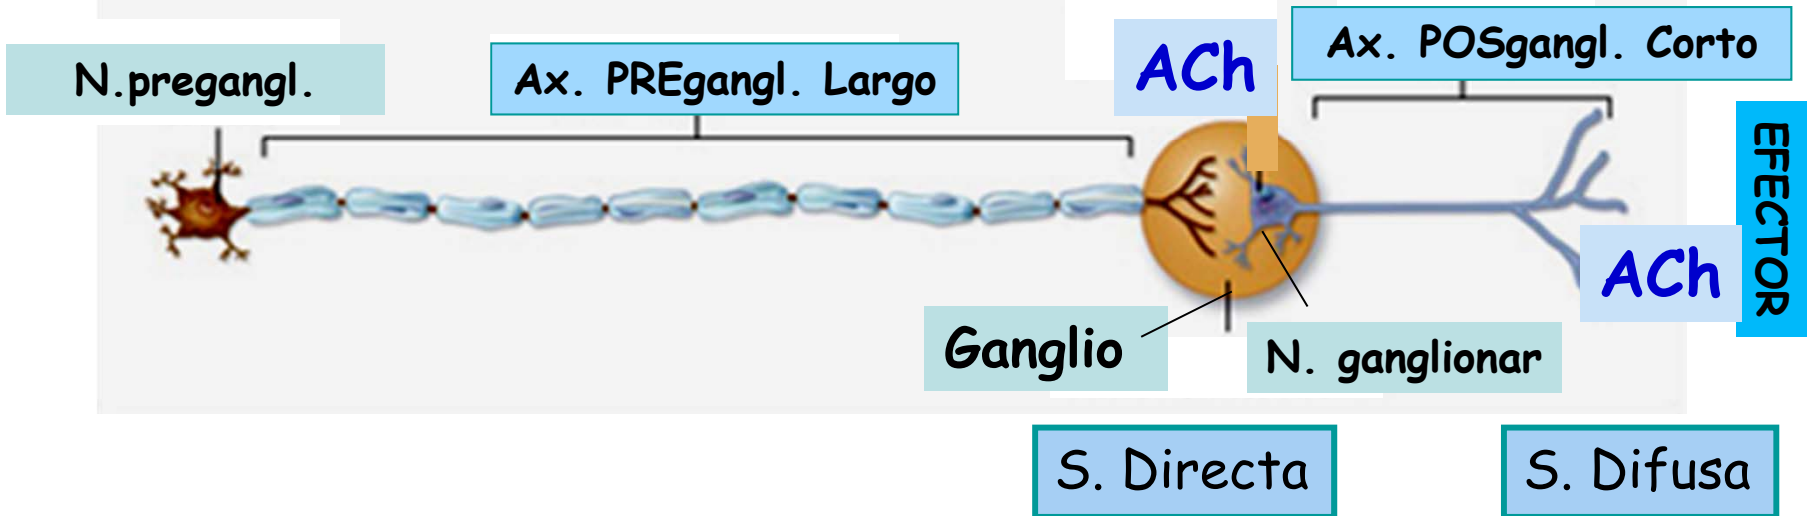 N.pregangl.
Ax. PREgangl. Largo
ACh
Ax. POSgangl. Corto
EFECTOR
ACh
Ganglio
N. ganglionar
S. Directa
S. Difusa